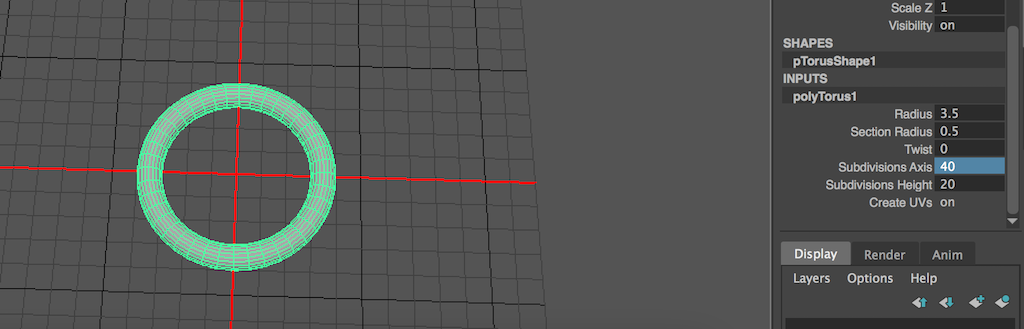 Scale Z 1
Visibility on
SHAPES
pTorusShape1
INPUTS
polyTorus1
Radius 3.5
Section Radius 0.5
Twist 0
Subdivisions Axis 40
Subdivisions Height 20
Create UVs on
Display Render Anim
Layers Options Help